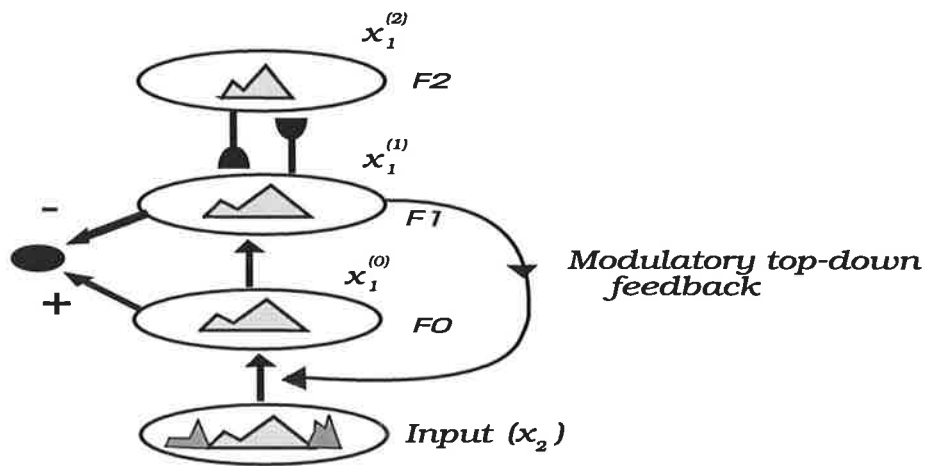 x₁⁽²⁾
F2
x₁⁽¹⁾
-
F1
Modulatory top-down
feedback
x₁⁽⁰⁾
+
F0
Input (x₂)